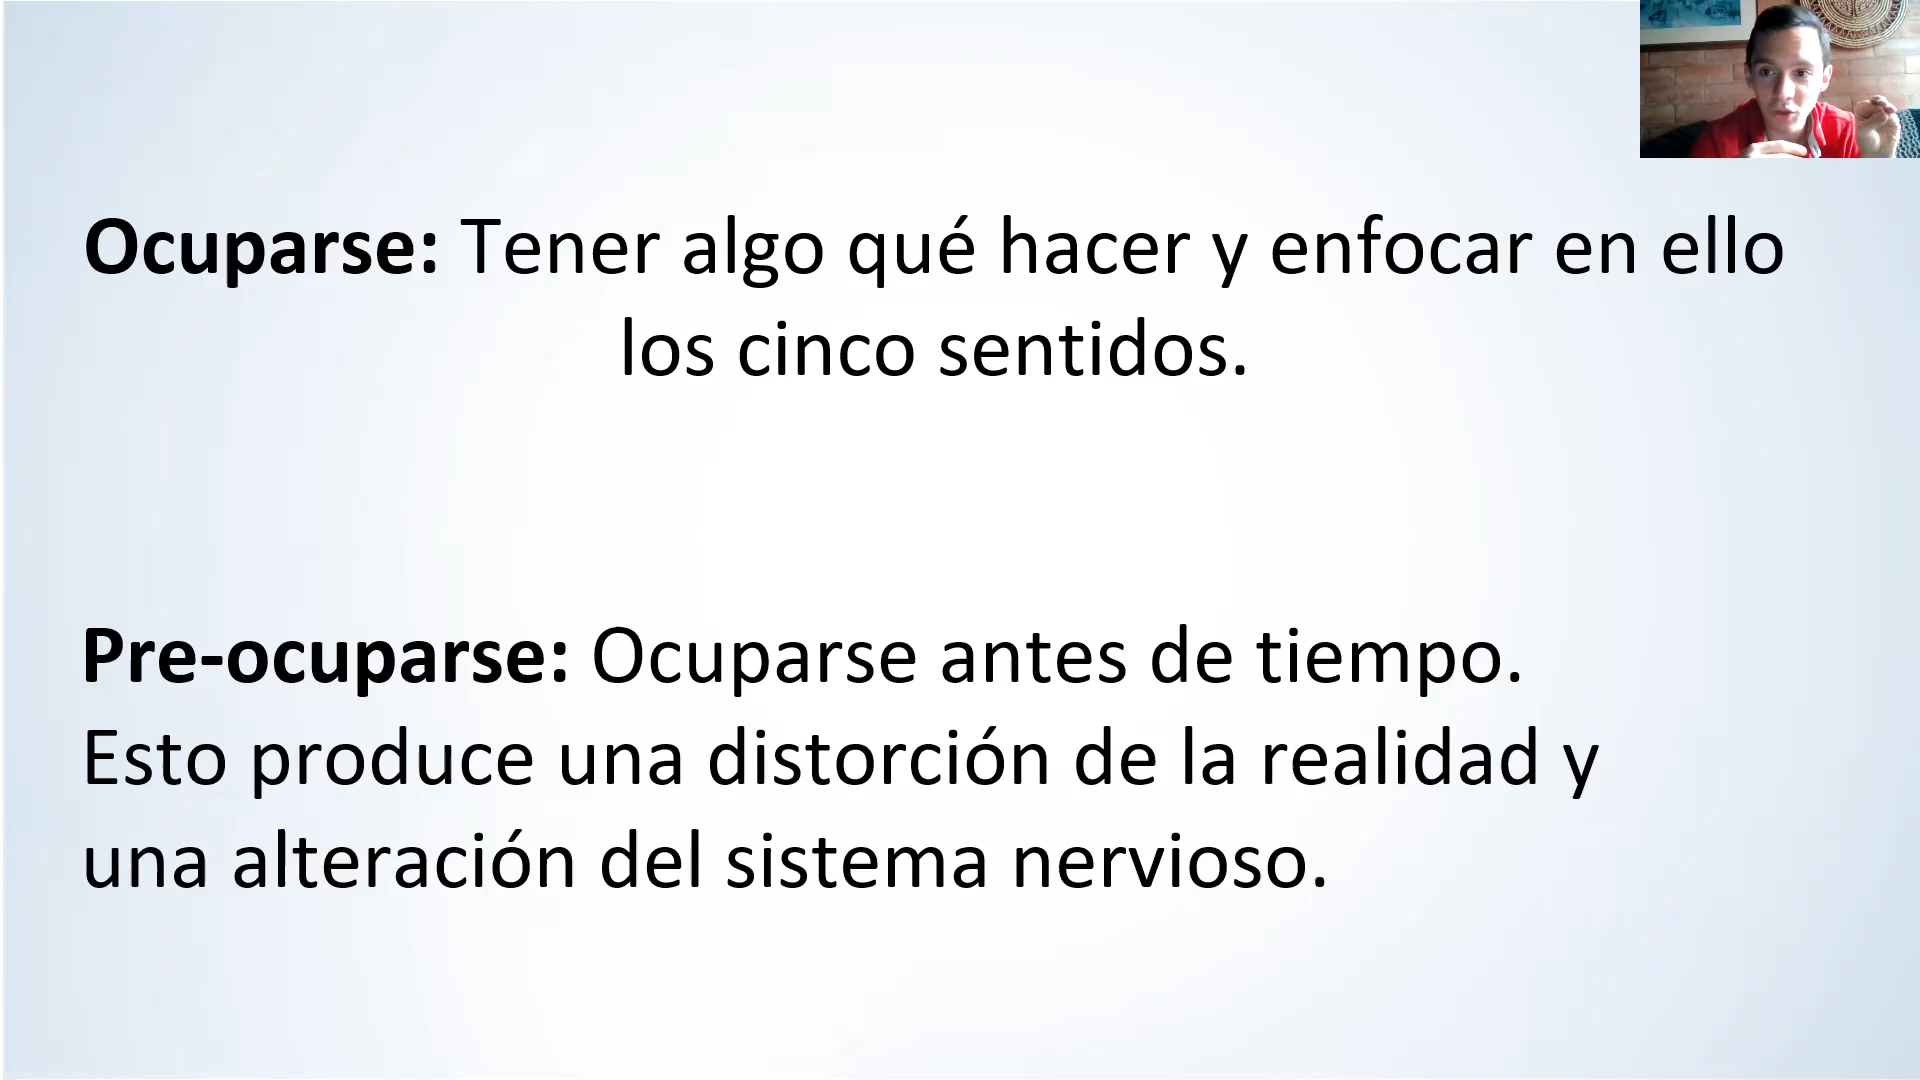 Ocuparse: Tener algo qué hacer y enfocar en ello
los cinco sentidos.
Pre-ocuparse: Ocuparse antes de tiempo.
Esto produce una distorción de la realidad y
una alteración del sistema nervioso.